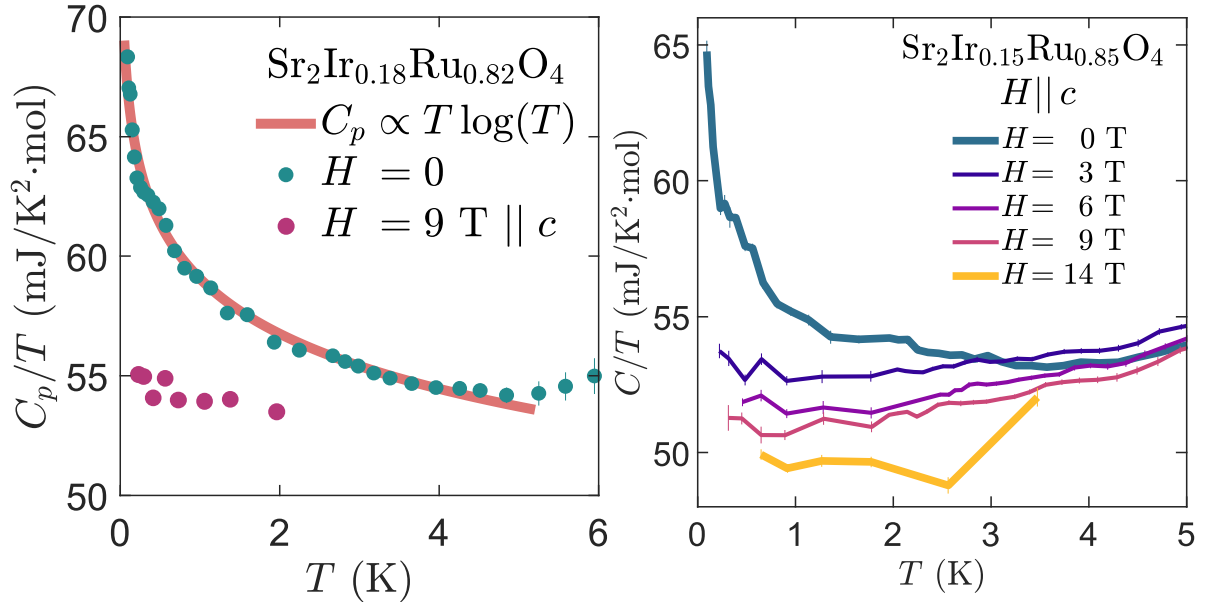 70
65
60
55
50
0
2
4
6
C_p/T (mJ/K²·mol)
T (K)
Sr₂Ir₀.₁₈Ru₀.₈₂O₄
C_p ∝ T log(T)
H = 0
H = 9 T || c
65
60
55
50
0
1
2
3
4
5
C/T (mJ/K²·mol)
T (K)
Sr₂Ir₀.₁₅Ru₀.₈₅O₄
H|| c
H= 0 T
H= 3 T
H= 6 T
H= 9 T
H= 14 T